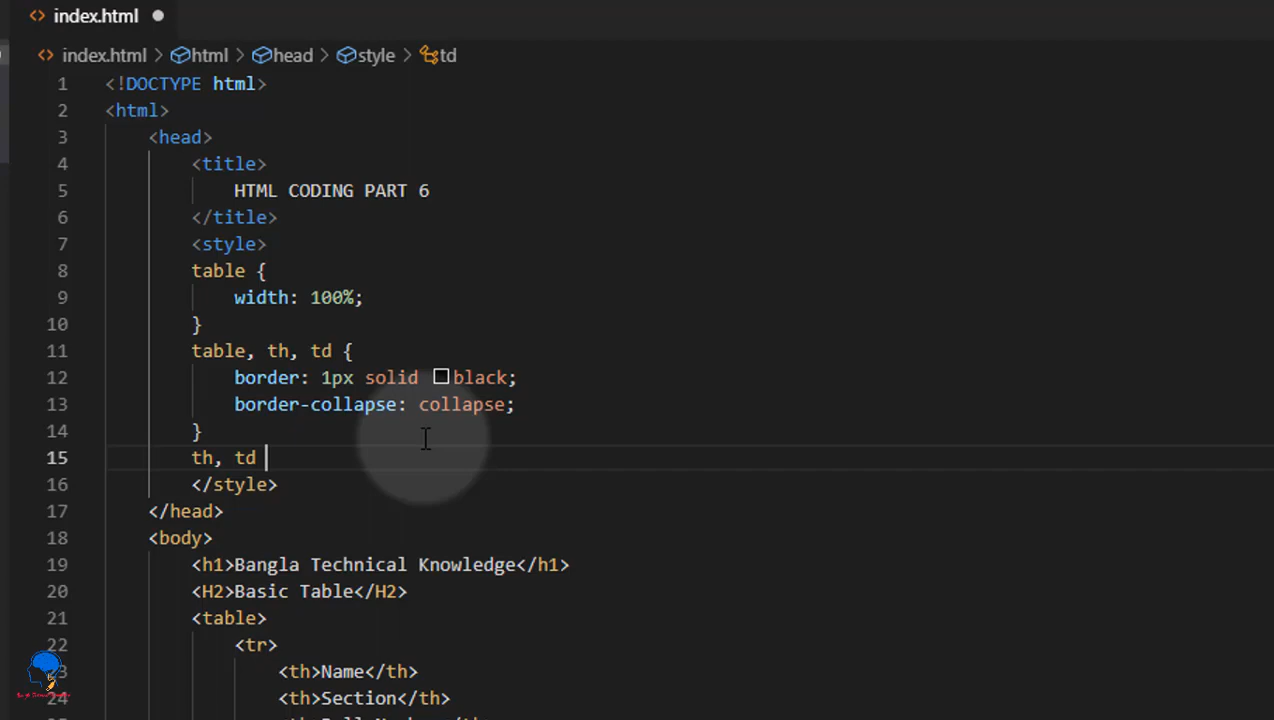 index.html
index.html > html > head > style > td
1 <!DOCTYPE html>
2 <html>
3 <head>
4 <title>
5 HTML CODING PART 6
6 </title>
7 <style>
8 table {
9 width: 100%;
10 }
11 table, th, td {
12 border: 1px solid black;
13 border-collapse: collapse;
14 }
15 th, td
16 </style>
17 </head>
18 <body>
19 <h1>Bangla Technical Knowledge</h1>
20 <H2>Basic Table</H2>
21 <table>
22 <tr>
23 <th>Name</th>
24 <th>Section</th>